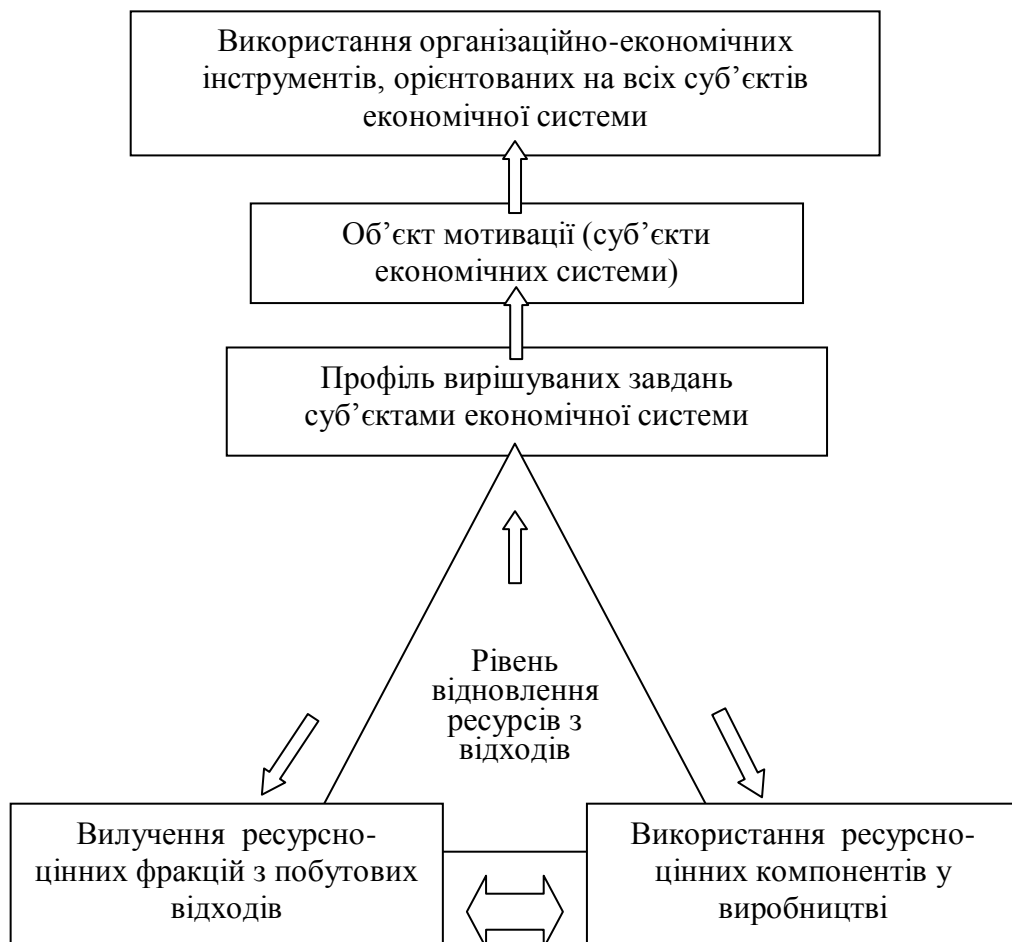 Використання організаційно-економічних
інструментів, орієнтованих на всіх суб’єктів
економічної системи
Об’єкт мотивації (суб’єкти
економічних системи)
Профіль вирішуваних завдань
суб’єктами економічної системи
Рівень
відновлення
ресурсів з
відходів
Вилучення ресурсно-
цінних фракцій з побутових
відходів
Використання ресурсно-
цінних компонентів у
виробництві